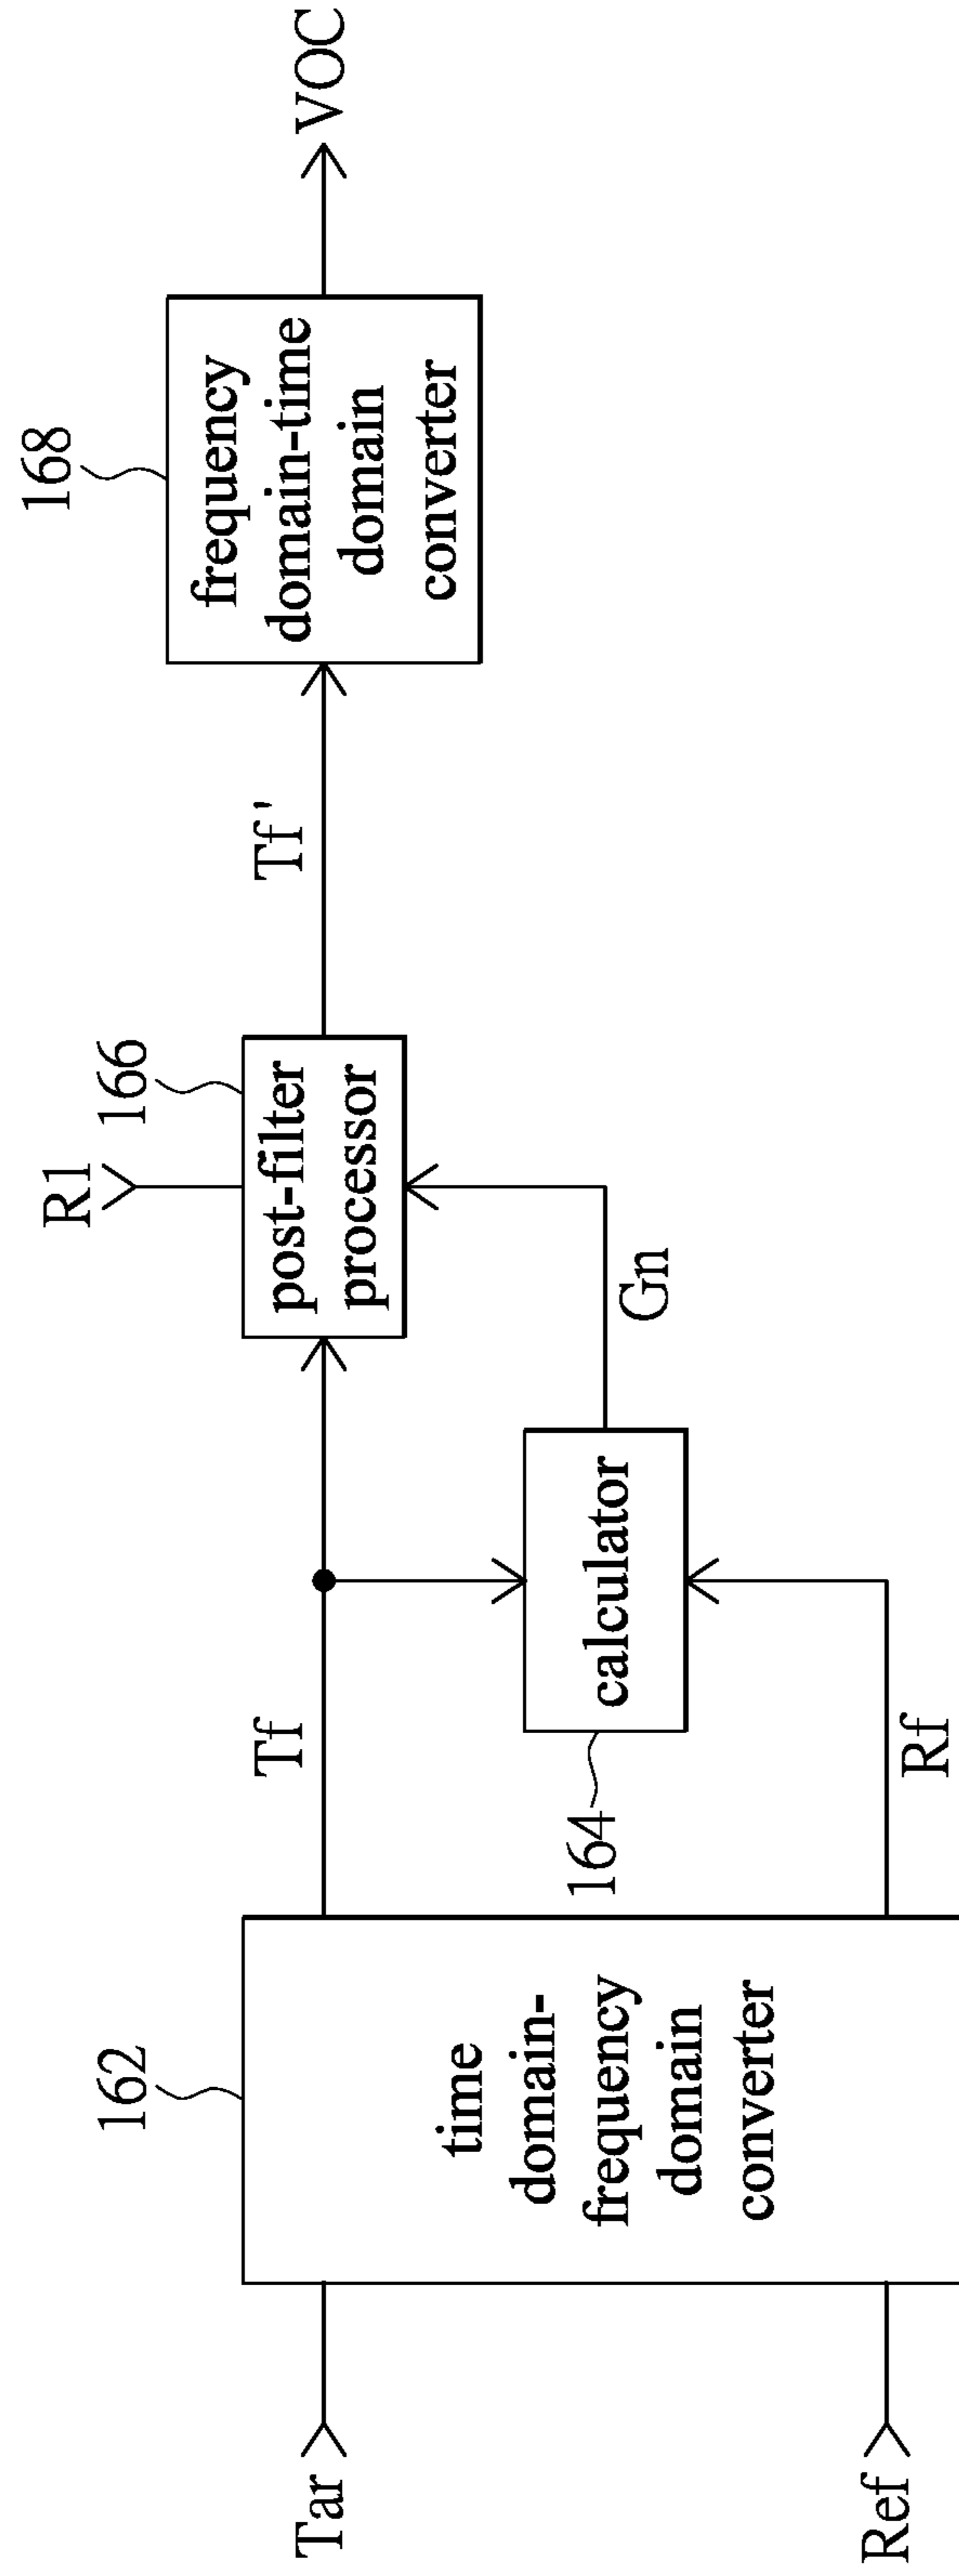 Tar
Ref
162
time
domain-
frequency
domain
converter
Tf
Rf
164
calculator
Gn
R1
166
post-filter
processor
Tf'
168
frequency
domain-time
domain
converter
VOC